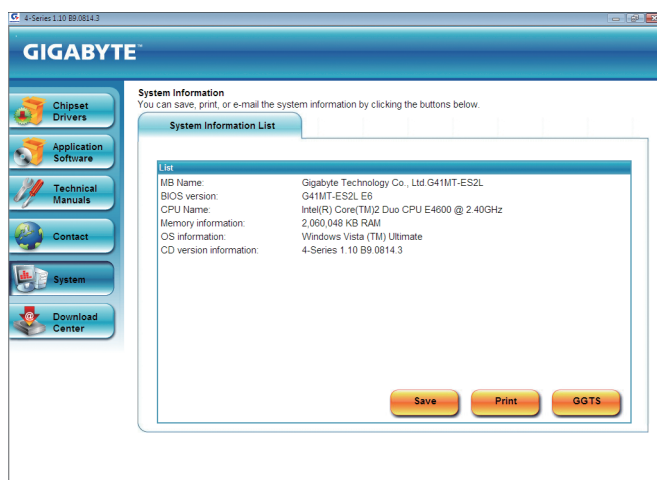 4-Series 1.10 B9.0814.3
GIGABYTE™
System Information
You can save, print, or e-mail the system information by clicking the buttons below.
System Information List
Chipset
Drivers
Application
Software
Technical
Manuals
Contact
System
Download
Center
List
MB Name: Gigabyte Technology Co., Ltd.G41MT-ES2L
BIOS version: G41MT-ES2L E6
CPU Name: Intel(R) Core(TM)2 Duo CPU E4600 @ 2.40GHz
Memory information: 2,060,048 KB RAM
OS information: Windows Vista (TM) Ultimate
CD version information: 4-Series 1.10 B9.0814.3
Save Print GGTS